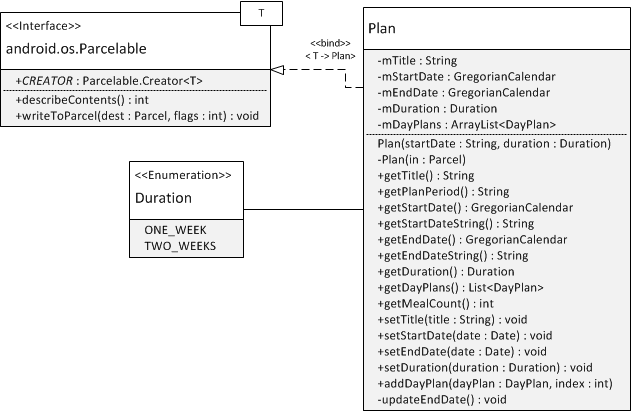 T
<<Interface>>
android.os.Parcelable
+CREATOR : Parcelable.Creator<T>
+describeContents() : int
+writeToParcel(dest : Parcel, flags : int) : void
<<bind>>
< T -> Plan>
<<Enumeration>>
Duration
ONE_WEEK
TWO_WEEKS
Plan
-mTitle : String
-mStartDate : GregorianCalendar
-mEndDate : GregorianCalendar
-mDuration : Duration
-mDayPlans : ArrayList<DayPlan>
Plan(startDate : String, duration : Duration)
-Plan(in : Parcel)
+getTitle() : String
+getPlanPeriod() : String
+getStartDate() : GregorianCalendar
+getStartDateString() : String
+getEndDate() : GregorianCalendar
+getEndDateString() : String
+getDuration() : Duration
+getDayPlans() : List<DayPlan>
+getMealCount() : int
+setTitle(title : String) : void
+setStartDate(date : Date) : void
+setEndDate(date : Date) : void
+setDuration(duration : Duration) : void
+addDayPlan(dayPlan : DayPlan, index : int)
-updateEndDate() : void